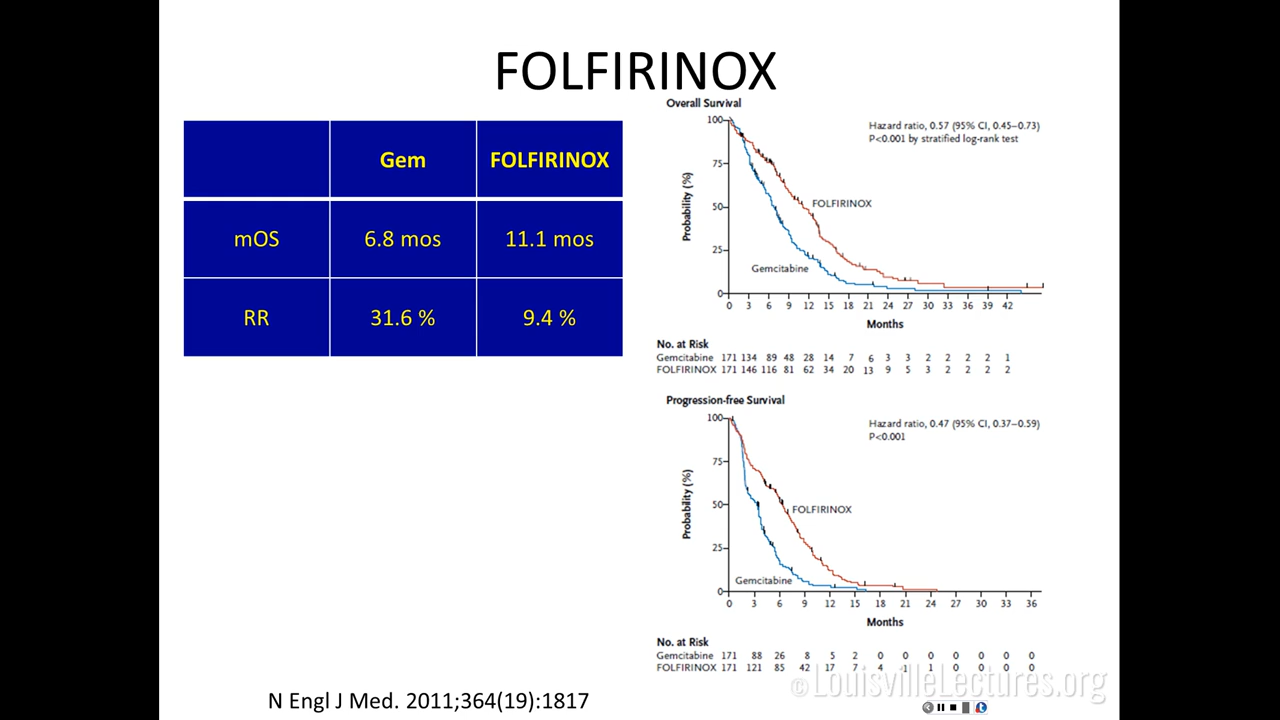 FOLFIRINOX
Gem FOLFIRINOX
mOS 6.8 mos 11.1 mos
RR 31.6 % 9.4 %
Overall Survival
Hazard ratio, 0.57 (95% CI, 0.45–0.73)
P<0.001 by stratified log-rank test
Probability (%)
100
75
50
25
0
FOLFIRINOX
Gemcitabine
0 3 6 9 12 15 18 21 24 27 30 33 36 39 42
Months
No. at Risk
Gemcitabine 171 134 89 48 28 14 7 6 3 3 2 2 2 2 1
FOLFIRINOX 171 146 116 81 62 34 20 13 9 5 3 2 2 2 2
Progression-free Survival
Hazard ratio, 0.47 (95% CI, 0.37–0.59)
P<0.001
Probability (%)
100
75
50
25
0
FOLFIRINOX
Gemcitabine
0 3 6 9 12 15 18 21 24 27 30 33 36
Months
No. at Risk
Gemcitabine 171 88 26 8 5 2 0 0 0 0 0 0 0
FOLFIRINOX 171 121 85 42 17 7 4 1 1 0 0 0 0
©LouisvilleLectures.org
N Engl J Med. 2011;364(19):1817